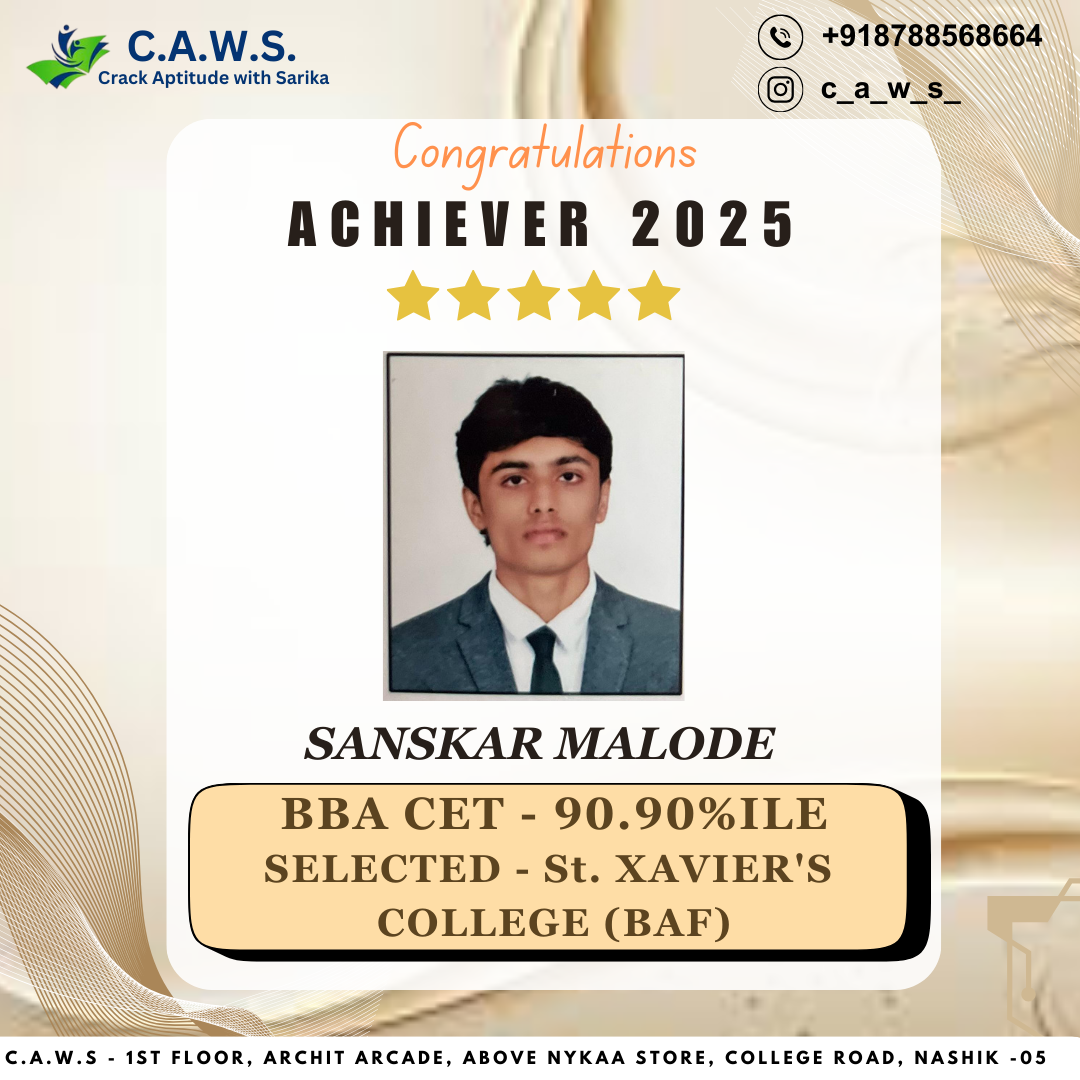 C.A.W.S.
Crack Aptitude with Sarika
+918788568664
c_a_w_s_
Congratulations
ACHIEVER 2025
SANSKAR MALODE
BBA CET - 90.90%ILE
SELECTED - St. XAVIER'S
COLLEGE (BAF)
C.A.W.S - 1ST FLOOR, ARCHIT ARCADE, ABOVE NYKAA STORE, COLLEGE ROAD, NASHIK -05